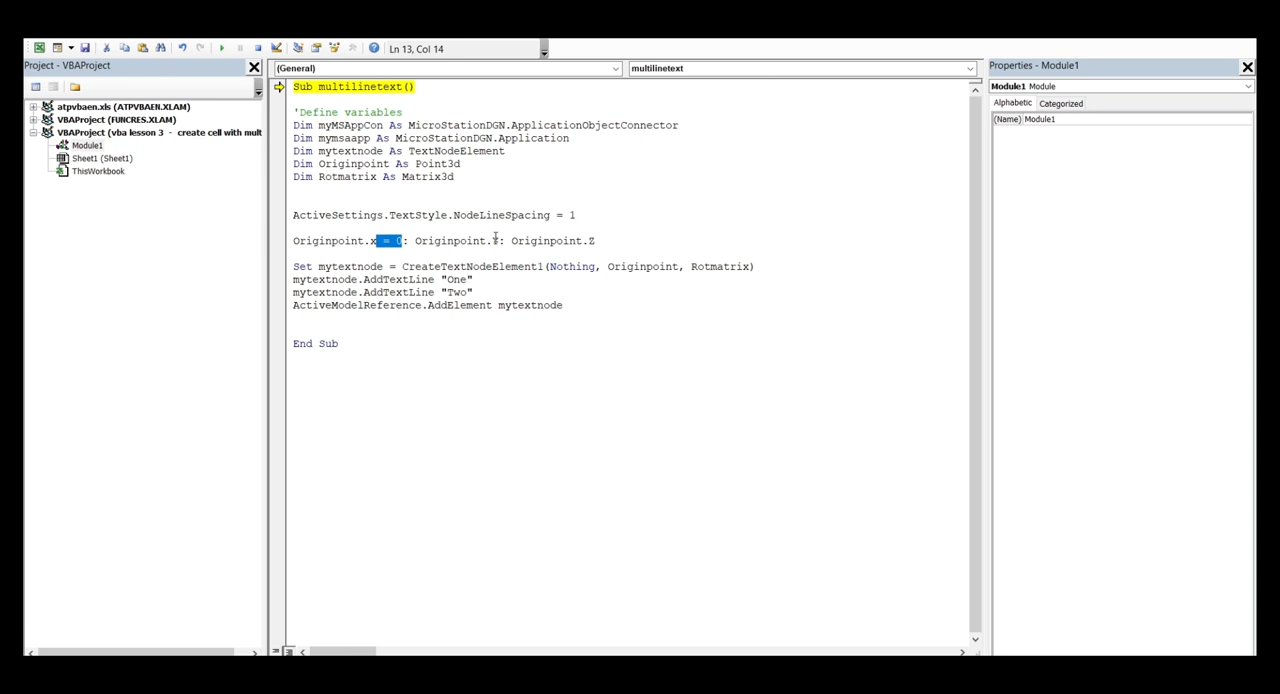 Ln 13, Col 14
Project - VBAProject
(General)
multilinetext
Properties - Module1
atpvbaen.xls (ATPVBAEN.XLAM)
VBAProject (FUNCRES.XLAM)
VBAProject (vba lesson 3 - create cell with mult
Module1
Sheet1 (Sheet1)
ThisWorkbook
Sub multilinetext()
'Define variables
Dim myMSAppCon As MicroStationDGN.ApplicationObjectConnector
Dim mymsaapp As MicroStationDGN.Application
Dim mytextnode As TextNodeElement
Dim Originpoint As Point3d
Dim Rotmatrix As Matrix3d
ActiveSettings.TextStyle.NodeLineSpacing = 1
Originpoint.x = 0: Originpoint.Y: Originpoint.Z
Set mytextnode = CreateTextNodeElement1(Nothing, Originpoint, Rotmatrix)
mytextnode.AddTextLine "One"
mytextnode.AddTextLine "Two"
ActiveModelReference.AddElement mytextnode
End Sub
Module1 Module
Alphabetic Categorized
(Name) Module1